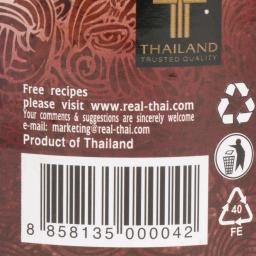 THAILAND
TRUSTED QUALITY
Free recipes
please visit www.real-thai.com
Your comments & suggestions are sincerely welcome
e-mail: marketing@real-thai.com
Product of Thailand
8 858135 000042
40
FE